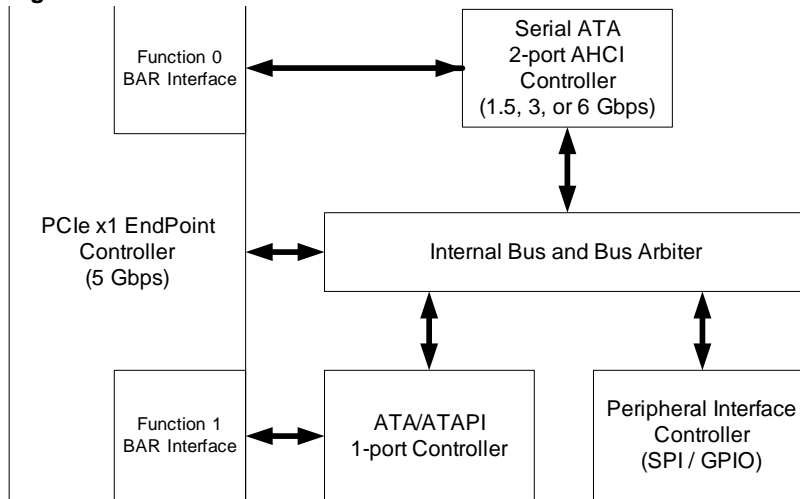 Function 0
BAR Interface
Serial ATA
2-port AHCI
Controller
(1.5, 3, or 6 Gbps)
PCIe x1 EndPoint
Controller
(5 Gbps)
Internal Bus and Bus Arbiter
Function 1
BAR Interface
ATA/ATAPI
1-port Controller
Peripheral Interface
Controller
(SPI / GPIO)